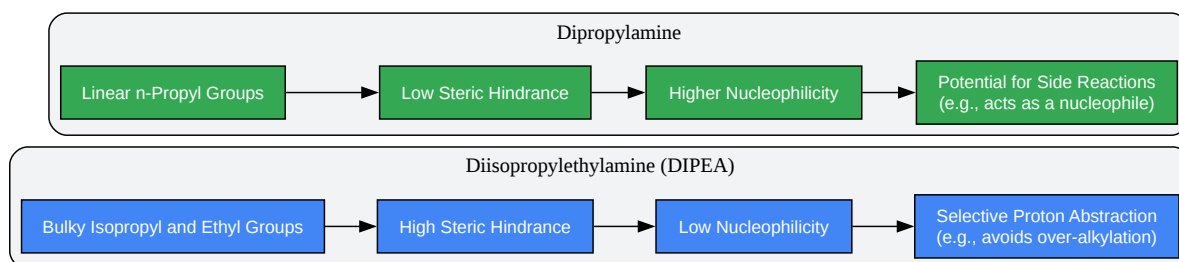 Dipropylamine
Linear n-Propyl Groups
Low Steric Hindrance
Higher Nucleophilicity
Potential for Side Reactions
(e.g., acts as a nucleophile)
Diisopropylethylamine (DIPEA)
Bulky Isopropyl and Ethyl Groups
High Steric Hindrance
Low Nucleophilicity
Selective Proton Abstraction
(e.g., avoids over-alkylation)